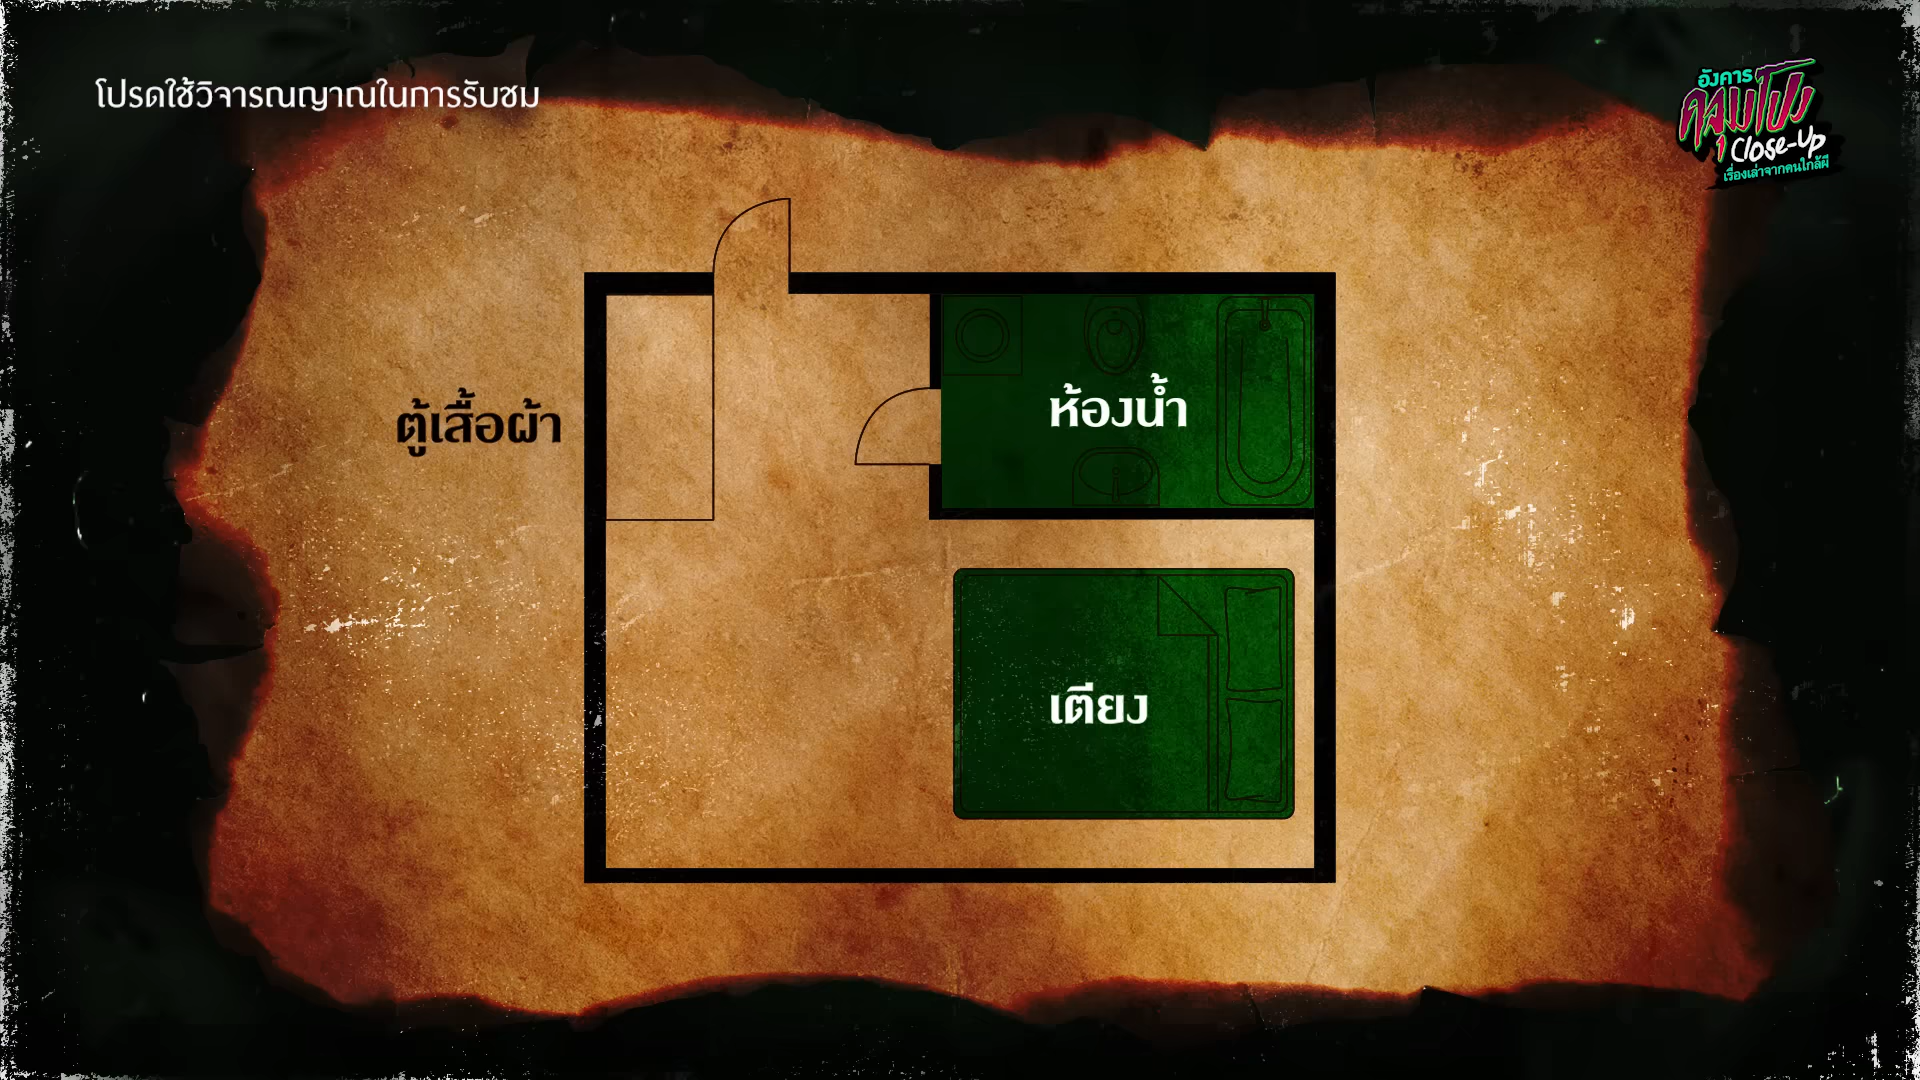 โปรดใช้วิจารณญาณในการรับชม
อังคาร
คลุมโปง
Close-Up
เรื่องเล่าจากคนใกล้ผี
ตู้เสื้อผ้า
ห้องน้ำ
เตียง